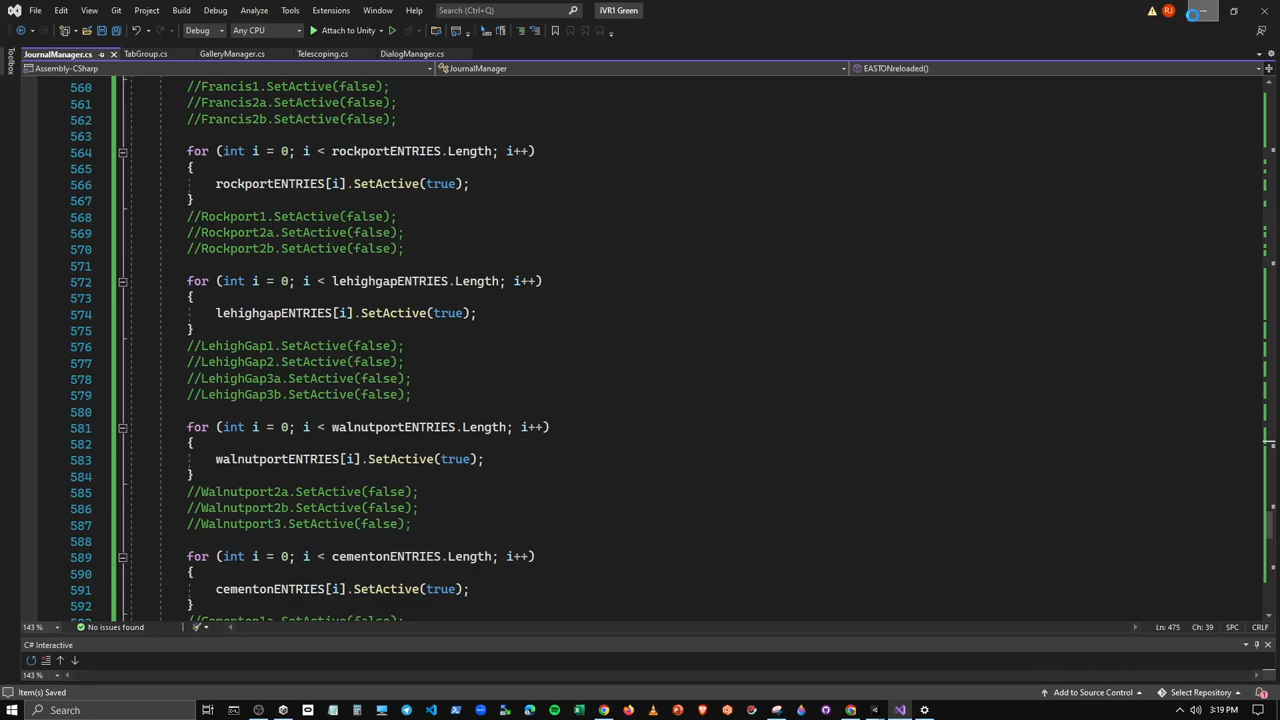 File Edit View Git Project Build Debug Analyze Tools Extensions Window Help Search (Ctrl+Q) iVR1 Green RJ
Debug Any CPU Attach to Unity
JournalManager.cs TabGroup.cs GalleryManager.cs Telescoping.cs DialogManager.cs
Toolbox
Assembly-CSharp JournalManager EASTONreloaded()
560 //Francis1.SetActive(false);
561 //Francis2a.SetActive(false);
562 //Francis2b.SetActive(false);
563
564 for (int i = 0; i < rockportENTRIES.Length; i++)
565 {
566 rockportENTRIES[i].SetActive(true);
567 }
568 //Rockport1.SetActive(false);
569 //Rockport2a.SetActive(false);
570 //Rockport2b.SetActive(false);
571
572 for (int i = 0; i < lehighgapENTRIES.Length; i++)
573 {
574 lehighgapENTRIES[i].SetActive(true);
575 }
576 //LehighGap1.SetActive(false);
577 //LehighGap2.SetActive(false);
578 //LehighGap3a.SetActive(false);
579 //LehighGap3b.SetActive(false);
580
581 for (int i = 0; i < walnutportENTRIES.Length; i++)
582 {
583 walnutportENTRIES[i].SetActive(true);
584 }
585 //Walnutport2a.SetActive(false);
586 //Walnutport2b.SetActive(false);
587 //Walnutport3.SetActive(false);
588
589 for (int i = 0; i < cementonENTRIES.Length; i++)
590 {
591 cementonENTRIES[i].SetActive(true);
592 }
143 % No issues found Ln: 475 Ch: 39 SPC CRLF
C# Interactive
143 %
Item(s) Saved Add to Source Control Select Repository 1
Search 3:19 PM